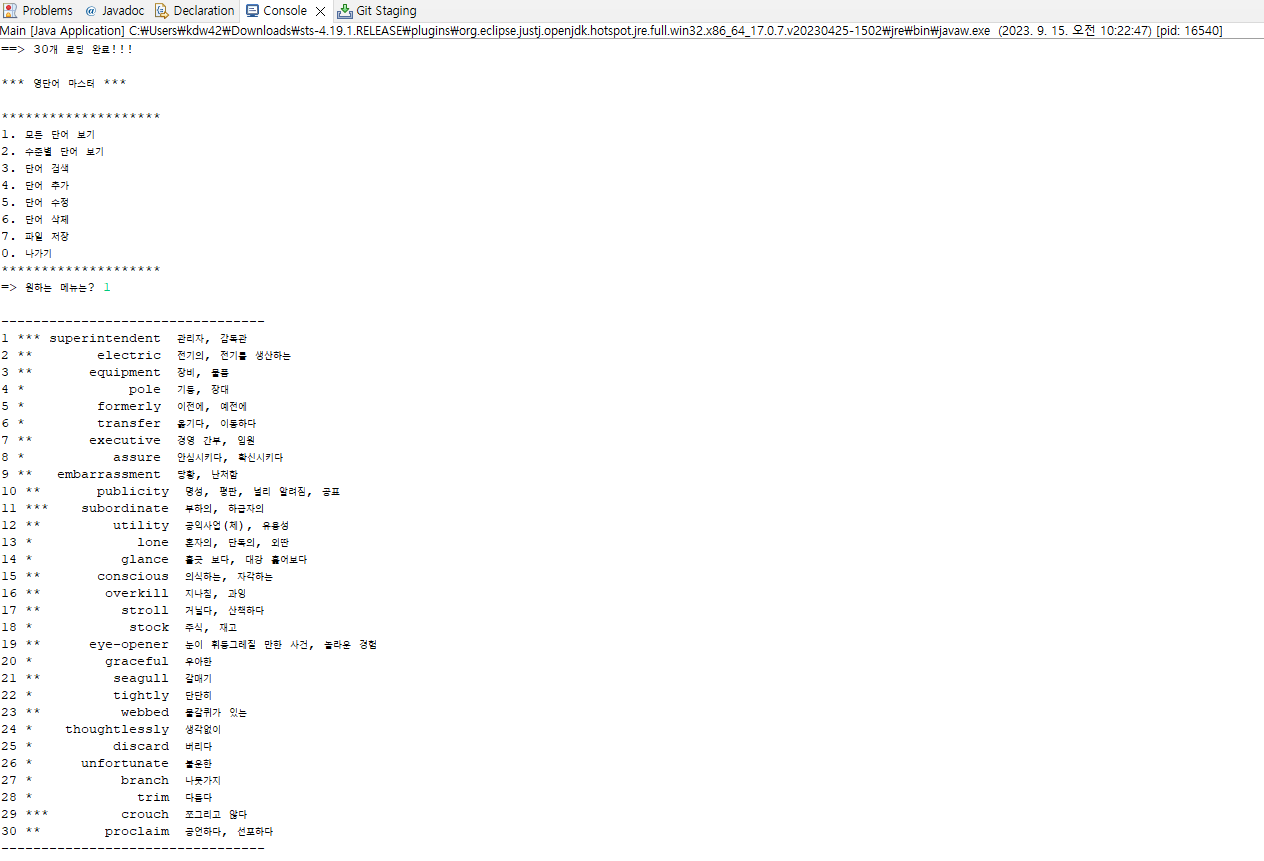 Problems @ Javadoc Declaration Console Git Staging
Main [Java Application] C:₩Users₩kdw42₩Downloads₩sts-4.19.1.RELEASE₩plugins₩org.eclipse.justj.openjdk.hotspot.jre.full.win32.x86_64_17.0.7.v20230425-1502₩jre₩bin₩javaw.exe (2023. 9. 15. 오전 10:22:47) [pid: 16540]
==> 30개 로딩 완료!!!
*** 영단어 마스터 ***
********************
1. 모든 단어 보기
2. 수준별 단어 보기
3. 단어 검색
4. 단어 추가
5. 단어 수정
6. 단어 삭제
7. 파일 저장
0. 나가기
********************
=> 원하는 메뉴는? 1
---------------------------------
1 *** superintendent 관리자, 감독관
2 ** electric 전기의, 전기를 생산하는
3 ** equipment 장비, 물품
4 * pole 기둥, 장대
5 * formerly 이전에, 예전에
6 * transfer 옮기다, 이동하다
7 ** executive 경영 간부, 임원
8 * assure 안심시키다, 확신시키다
9 ** embarrassment 당황, 난처함
10 ** publicity 명성, 평판, 널리 알려짐, 공표
11 *** subordinate 부하의, 하급자의
12 ** utility 공익사업(체), 유용성
13 * lone 혼자의, 단독의, 외딴
14 * glance 흘긋 보다, 대강 훑어보다
15 ** conscious 의식하는, 자각하는
16 ** overkill 지나침, 과잉
17 ** stroll 거닐다, 산책하다
18 * stock 주식, 재고
19 ** eye-opener 눈이 휘둥그레질 만한 사건, 놀라운 경험
20 * graceful 우아한
21 ** seagull 갈매기
22 * tightly 단단히
23 ** webbed 물갈퀴가 있는
24 * thoughtlessly 생각없이
25 * discard 버리다
26 * unfortunate 불운한
27 * branch 나뭇가지
28 * trim 다듬다
29 *** crouch 쪼그리고 앉다
30 ** proclaim 공언하다, 선포하다
---------------------------------